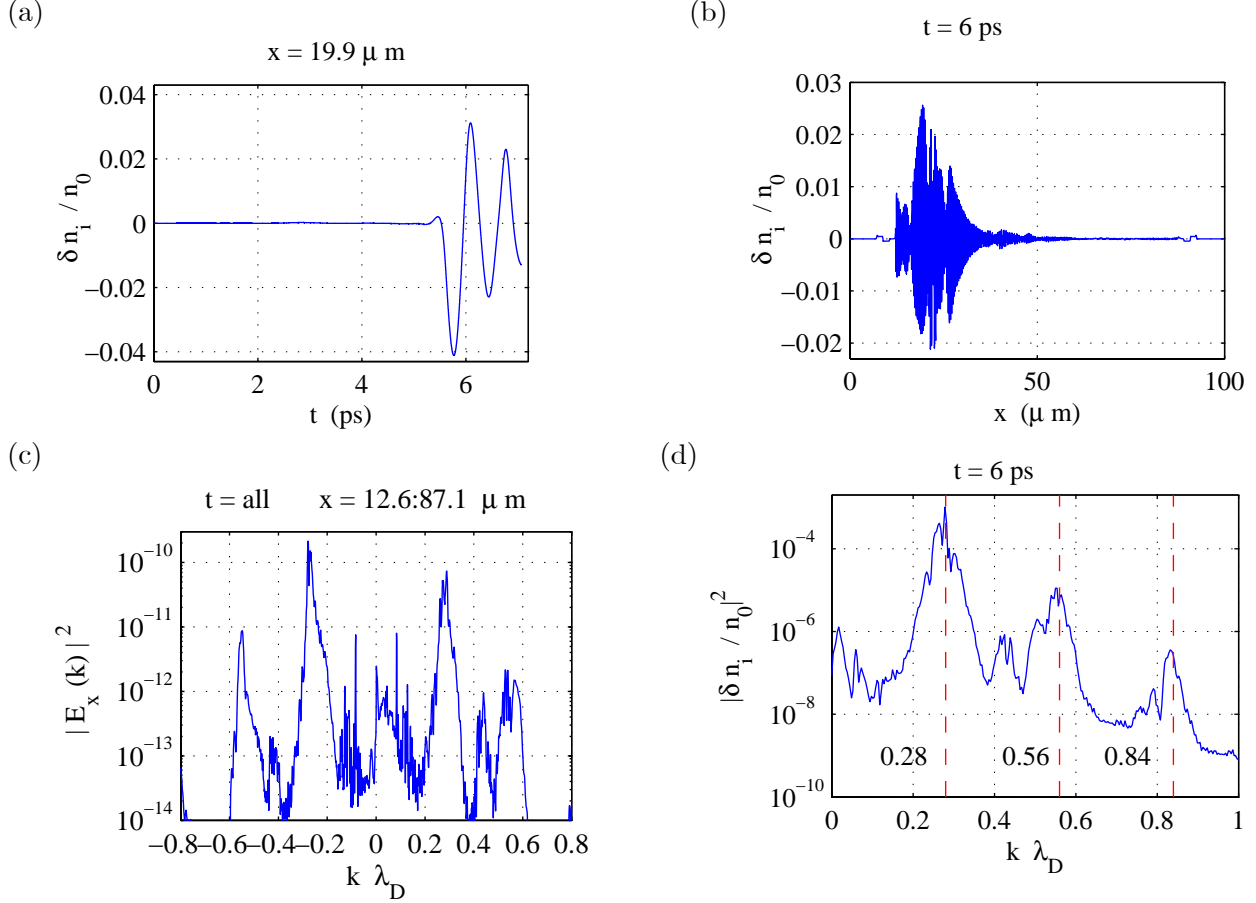 (a)
x = 19.9 μ m
0.04
0.02
0
−0.02
−0.04
δ n_i / n_0
0
2
4
6
t (ps)
(b)
t = 6 ps
0.03
0.02
0.01
0
−0.01
0.02
δ n_i / n_0
0
50
100
x (μ m)
(c)
t = all x = 12.6:87.1 μ m
10^−10
10^−11
10^−12
10^−13
10^−14
| E_x (k) | ^2
−0.8 −0.6 −0.4 −0.2 0 0.2 0.4 0.6 0.8
k λ_D
(d)
t = 6 ps
10^−4
10^−6
10^−8
10^−10
|δ n_i / n_0|^2
0.28
0.56
0.84
0
0.2
0.4
0.6
0.8
1
k λ_D